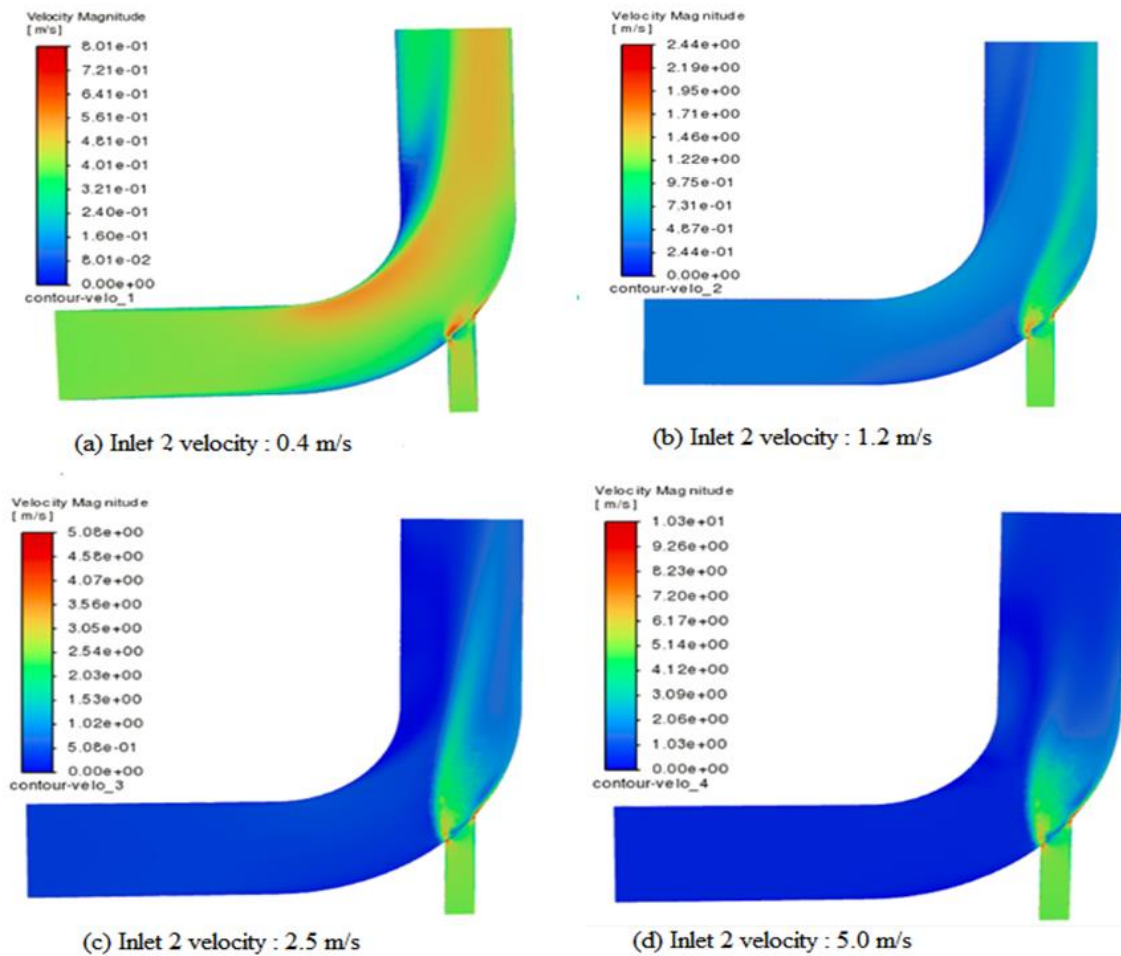 Velocity Magnitude
[ m/s]
8.01e-01
7.21e-01
6.41e-01
5.61e-01
4.81e-01
4.01e-01
3.21e-01
2.40e-01
1.60e-01
8.01e-02
0.00e+00
contour-velo_1
(a) Inlet 2 velocity : 0.4 m/s
Velocity Magnitude
[ m/s]
2.44e+00
2.19e+00
1.95e+00
1.71e+00
1.46e+00
1.22e+00
9.75e-01
7.31e-01
4.87e-01
2.44e-01
0.00e+00
contour-velo_2
(b) Inlet 2 velocity : 1.2 m/s
Velocity Magnitude
[ m/s]
5.08e+00
4.58e+00
4.07e+00
3.56e+00
3.05e+00
2.54e+00
2.03e+00
1.53e+00
1.02e+00
5.08e-01
0.00e+00
contour-velo_3
(c) Inlet 2 velocity : 2.5 m/s
Velocity Magnitude
[ m/s]
1.03e+01
9.26e+00
8.23e+00
7.20e+00
6.17e+00
5.14e+00
4.12e+00
3.09e+00
2.06e+00
1.03e+00
0.00e+00
contour-velo_4
(d) Inlet 2 velocity : 5.0 m/s